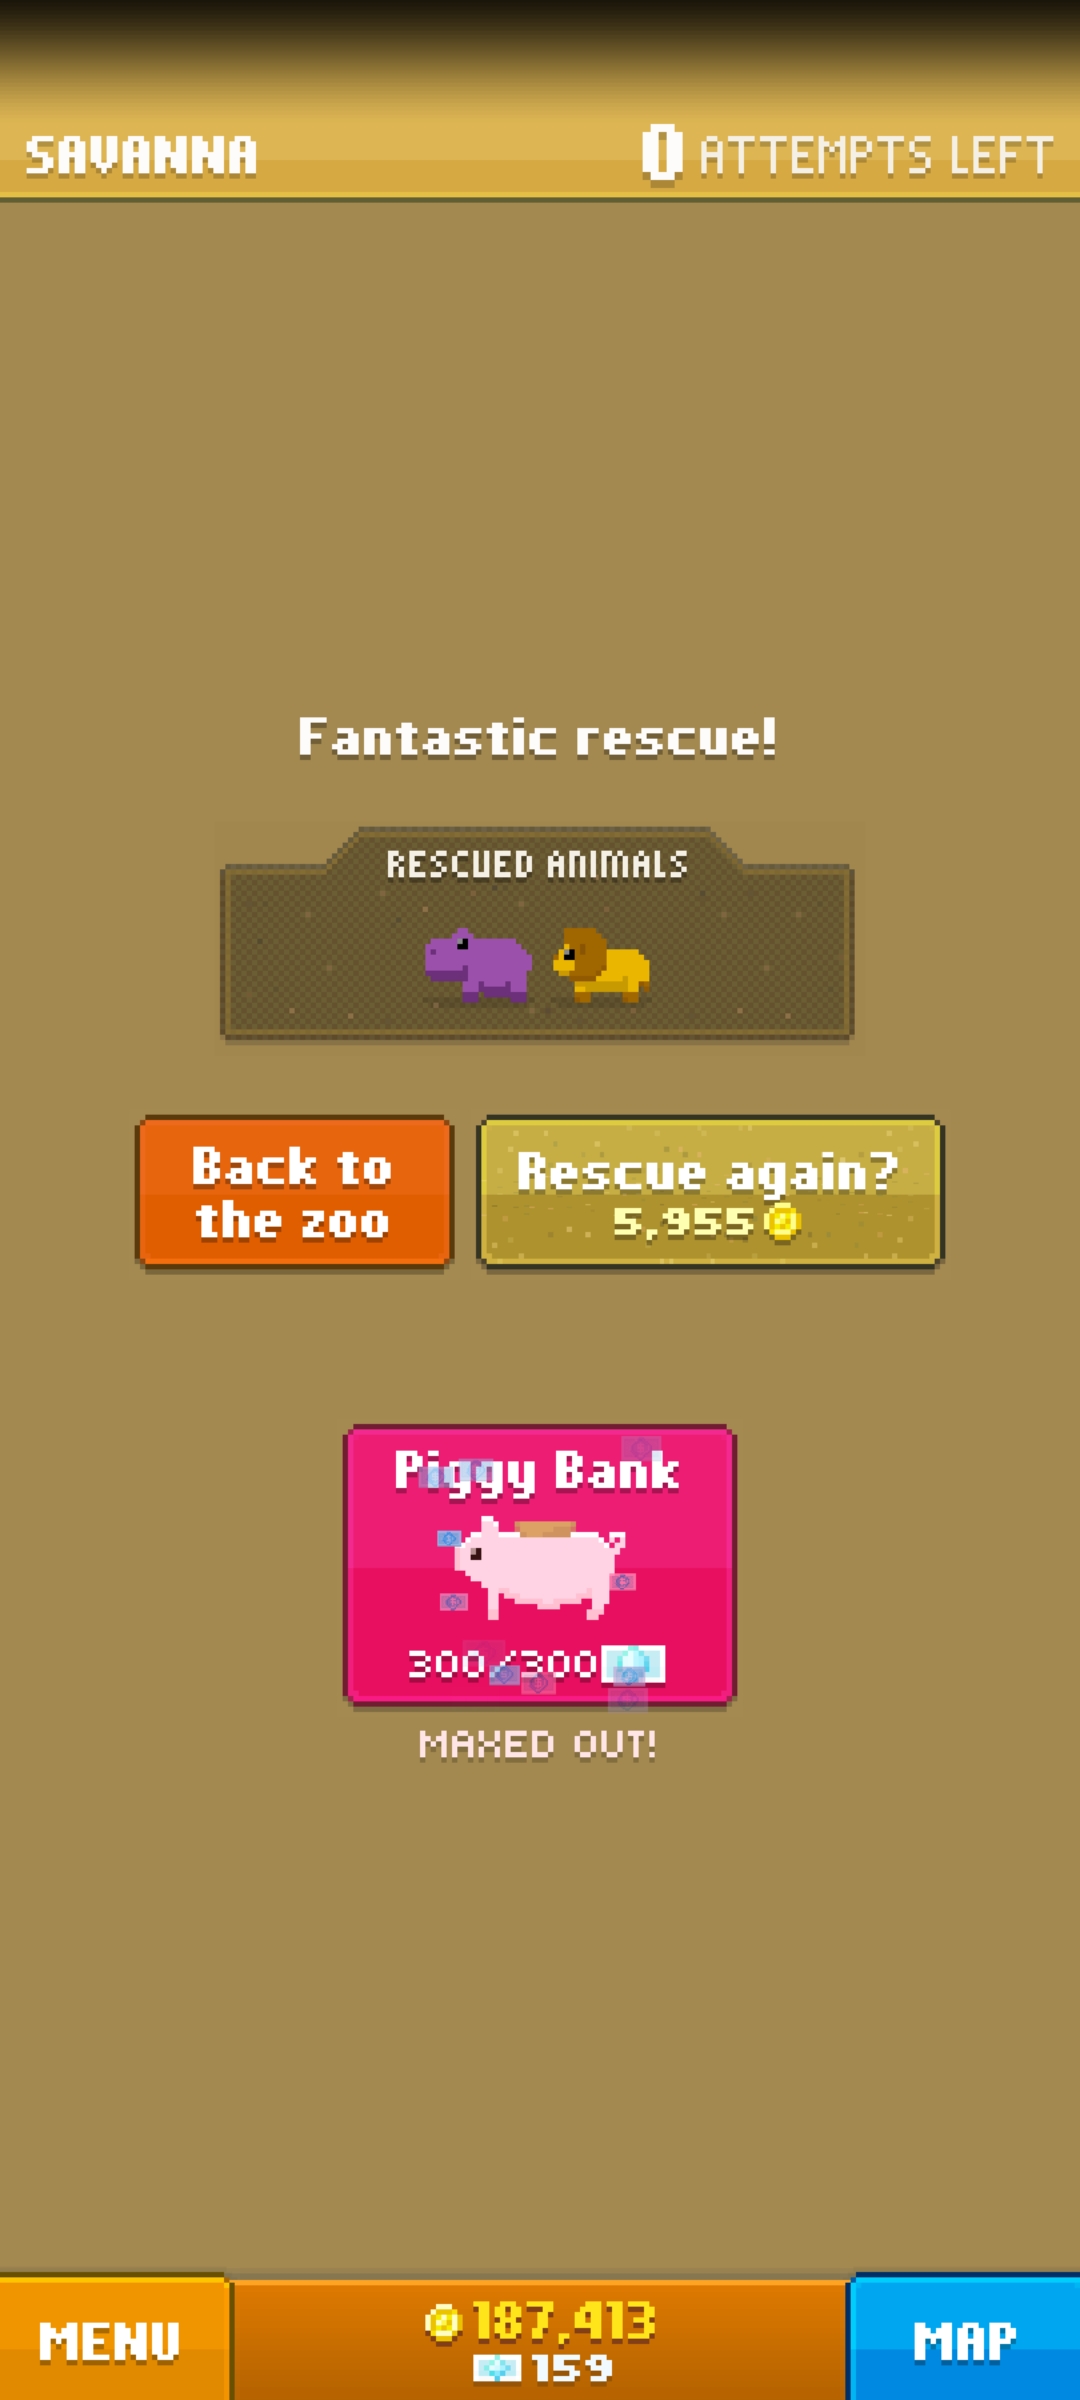 SAVANNA
0 ATTEMPTS LEFT
Fantastic rescue!
RESCUED ANIMALS
Back to
the zoo
Rescue again?
5,955
Piggy Bank
300/300
MAXED OUT!
MENU
187,413
159
MAP